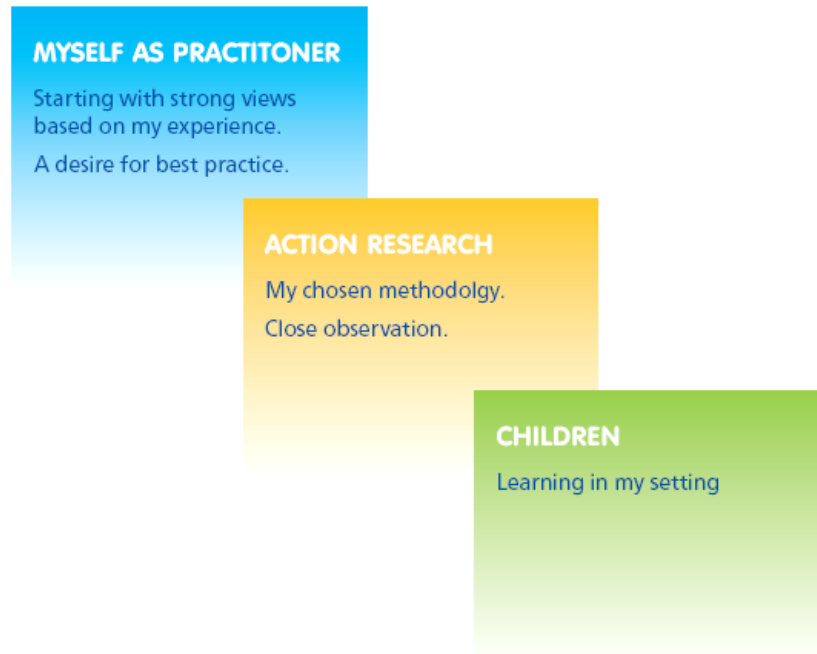 MYSELF AS PRACTITONER
Starting with strong views
based on my experience.
A desire for best practice.
ACTION RESEARCH
My chosen methodolgy.
Close observation.
CHILDREN
Learning in my setting